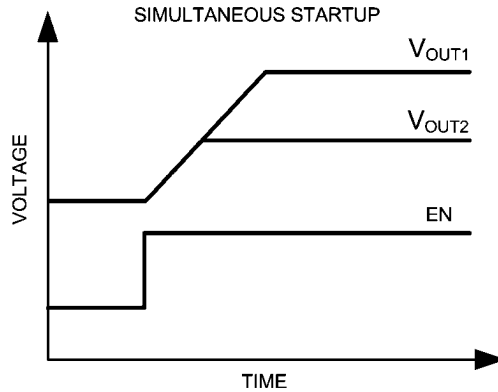 SIMULTANEOUS STARTUP
VOUT1
VOUT2
EN
VOLTAGE
TIME